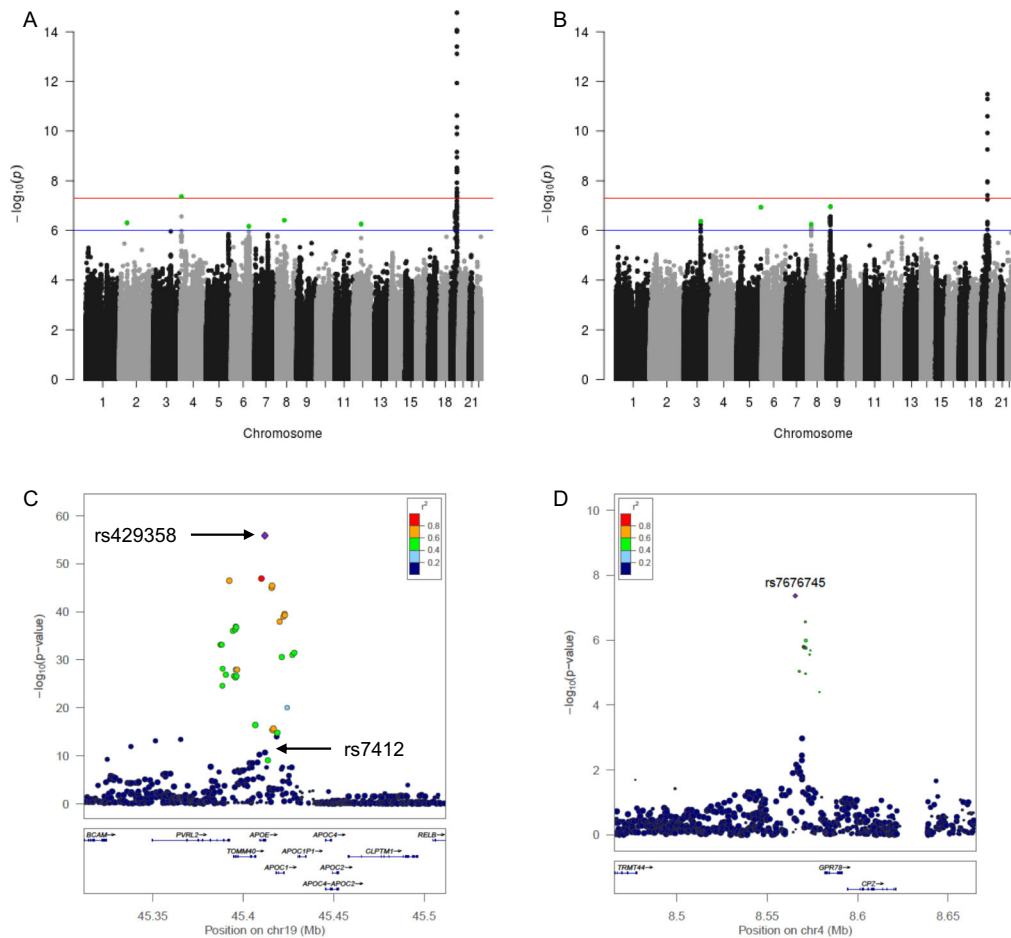 A
14
12
10
8
6
4
2
0
−log10(p)
1 2 3 4 5 6 7 8 9 11 13 15 18 21
Chromosome
B
14
12
10
8
6
4
2
0
−log10(p)
1 2 3 4 5 6 7 8 9 11 13 15 18 21
Chromosome
C
60
50
40
30
20
10
0
−log10(p−value)
rs429358
rs7412
r2
0.8
0.6
0.4
0.2
BCAM→ PVRL2→ APOE→ APOC4→ RELB→
TOMM40→ APOC1P1→ CLPTM1→
APOC1→ APOC2→
APOC4−APOC2→
45.35 45.4 45.45 45.5
Position on chr19 (Mb)
D
10
8
6
4
2
0
−log10(p−value)
r2
0.8
0.6
0.4
0.2
rs7676745
TRMT44→ GPR78→
CPZ→
8.5 8.55 8.6 8.65
Position on chr4 (Mb)